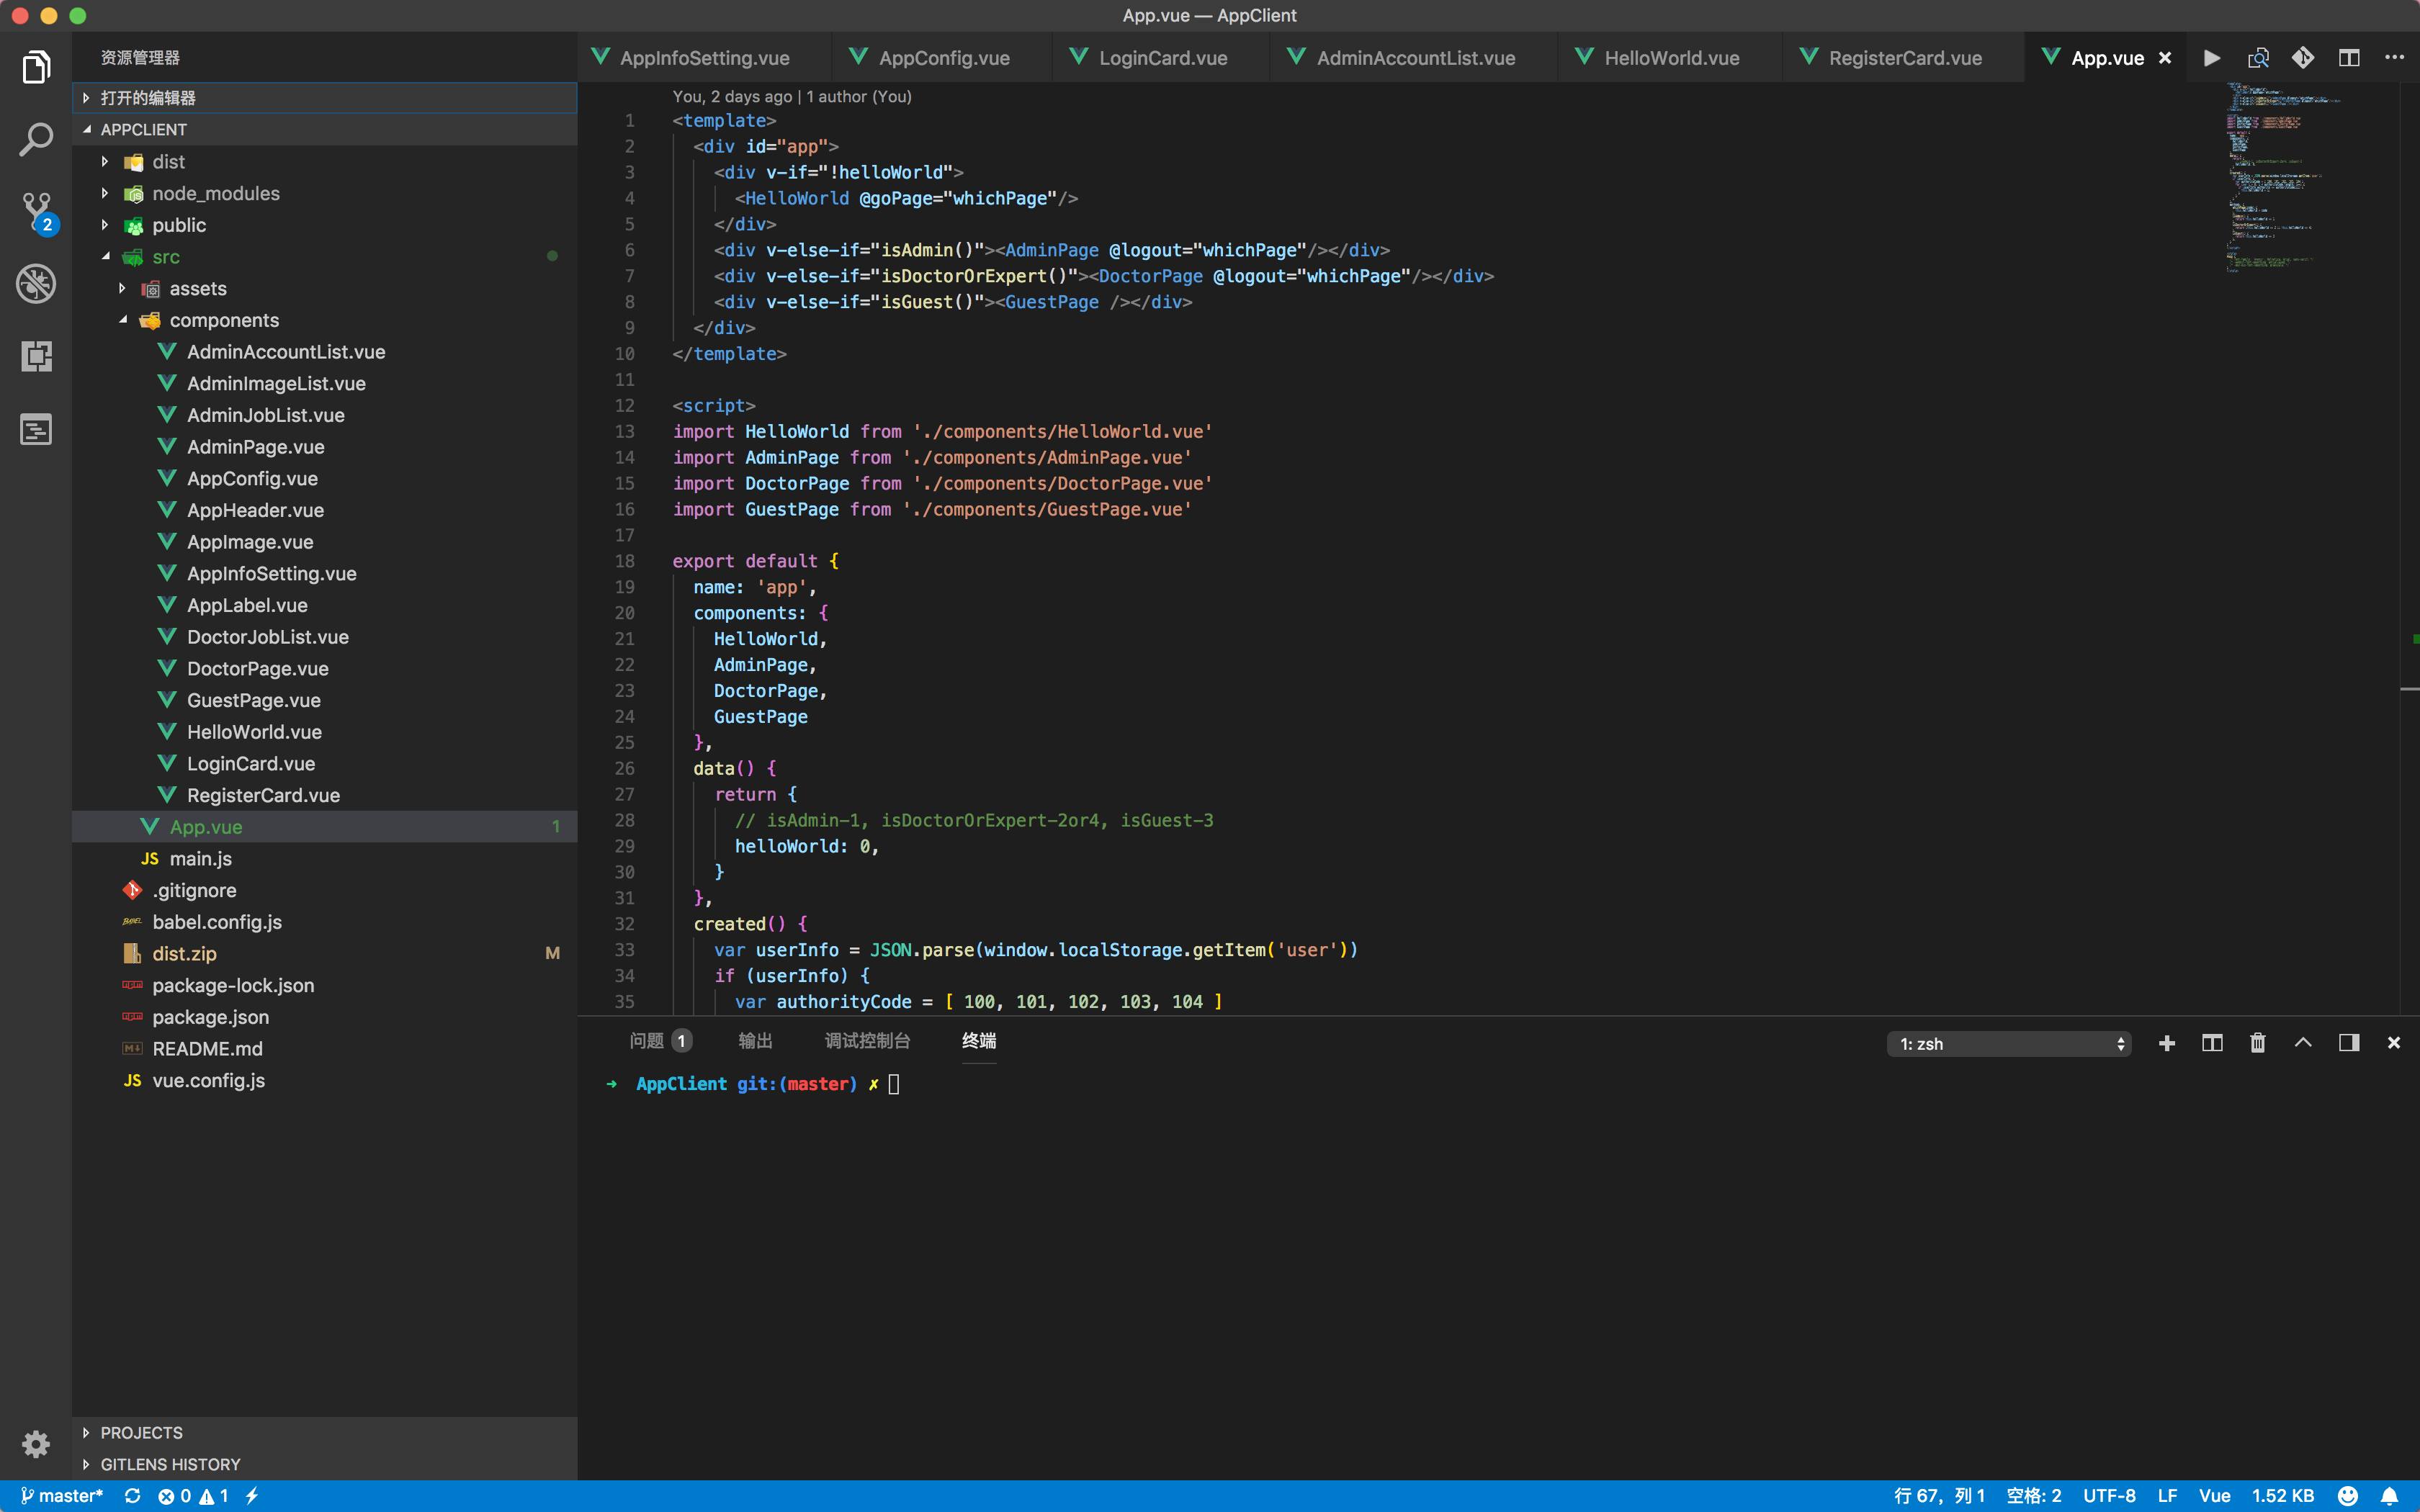 App.vue — AppClient
资源管理器
打开的编辑器
APPCLIENT
dist
node_modules
public
src
assets
components
AdminAccountList.vue
AdminImageList.vue
AdminJobList.vue
AdminPage.vue
AppConfig.vue
AppHeader.vue
AppImage.vue
AppInfoSetting.vue
AppLabel.vue
DoctorJobList.vue
DoctorPage.vue
GuestPage.vue
HelloWorld.vue
LoginCard.vue
RegisterCard.vue
App.vue 1
JS main.js
.gitignore
babel.config.js
dist.zip M
package-lock.json
package.json
README.md
JS vue.config.js
PROJECTS
GITLENS HISTORY
2
AppInfoSetting.vue AppConfig.vue LoginCard.vue AdminAccountList.vue HelloWorld.vue RegisterCard.vue App.vue
You, 2 days ago | 1 author (You)
1 <template>
2 <div id="app">
3 <div v-if="!helloWorld">
4 <HelloWorld @goPage="whichPage"/>
5 </div>
6 <div v-else-if="isAdmin()"><AdminPage @logout="whichPage"/></div>
7 <div v-else-if="isDoctorOrExpert()"><DoctorPage @logout="whichPage"/></div>
8 <div v-else-if="isGuest()"><GuestPage /></div>
9 </div>
10 </template>
11
12 <script>
13 import HelloWorld from './components/HelloWorld.vue'
14 import AdminPage from './components/AdminPage.vue'
15 import DoctorPage from './components/DoctorPage.vue'
16 import GuestPage from './components/GuestPage.vue'
17
18 export default {
19 name: 'app',
20 components: {
21 HelloWorld,
22 AdminPage,
23 DoctorPage,
24 GuestPage
25 },
26 data() {
27 return {
28 // isAdmin-1, isDoctorOrExpert-2or4, isGuest-3
29 helloWorld: 0,
30 }
31 },
32 created() {
33 var userInfo = JSON.parse(window.localStorage.getItem('user'))
34 if (userInfo) {
35 var authorityCode = [ 100, 101, 102, 103, 104 ]
问题 1 输出 调试控制台 终端 1: zsh
➜ AppClient git:(master) ✗
master* 0 1 行 67，列 1 空格: 2 UTF-8 LF Vue 1.52 KB